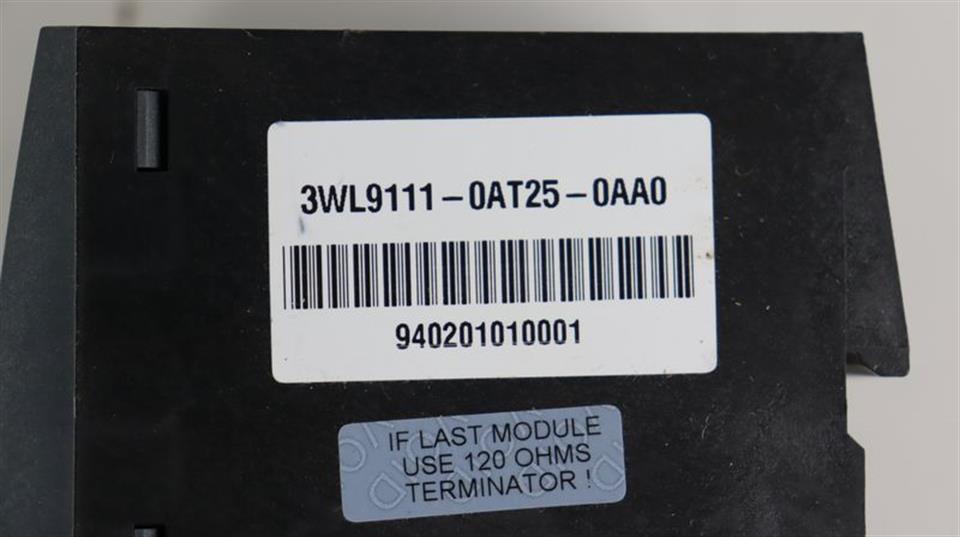 3WL9111-0AT25-0AA0
940201010001
IF LAST MODULE
USE 120 OHMS
TERMINATOR !